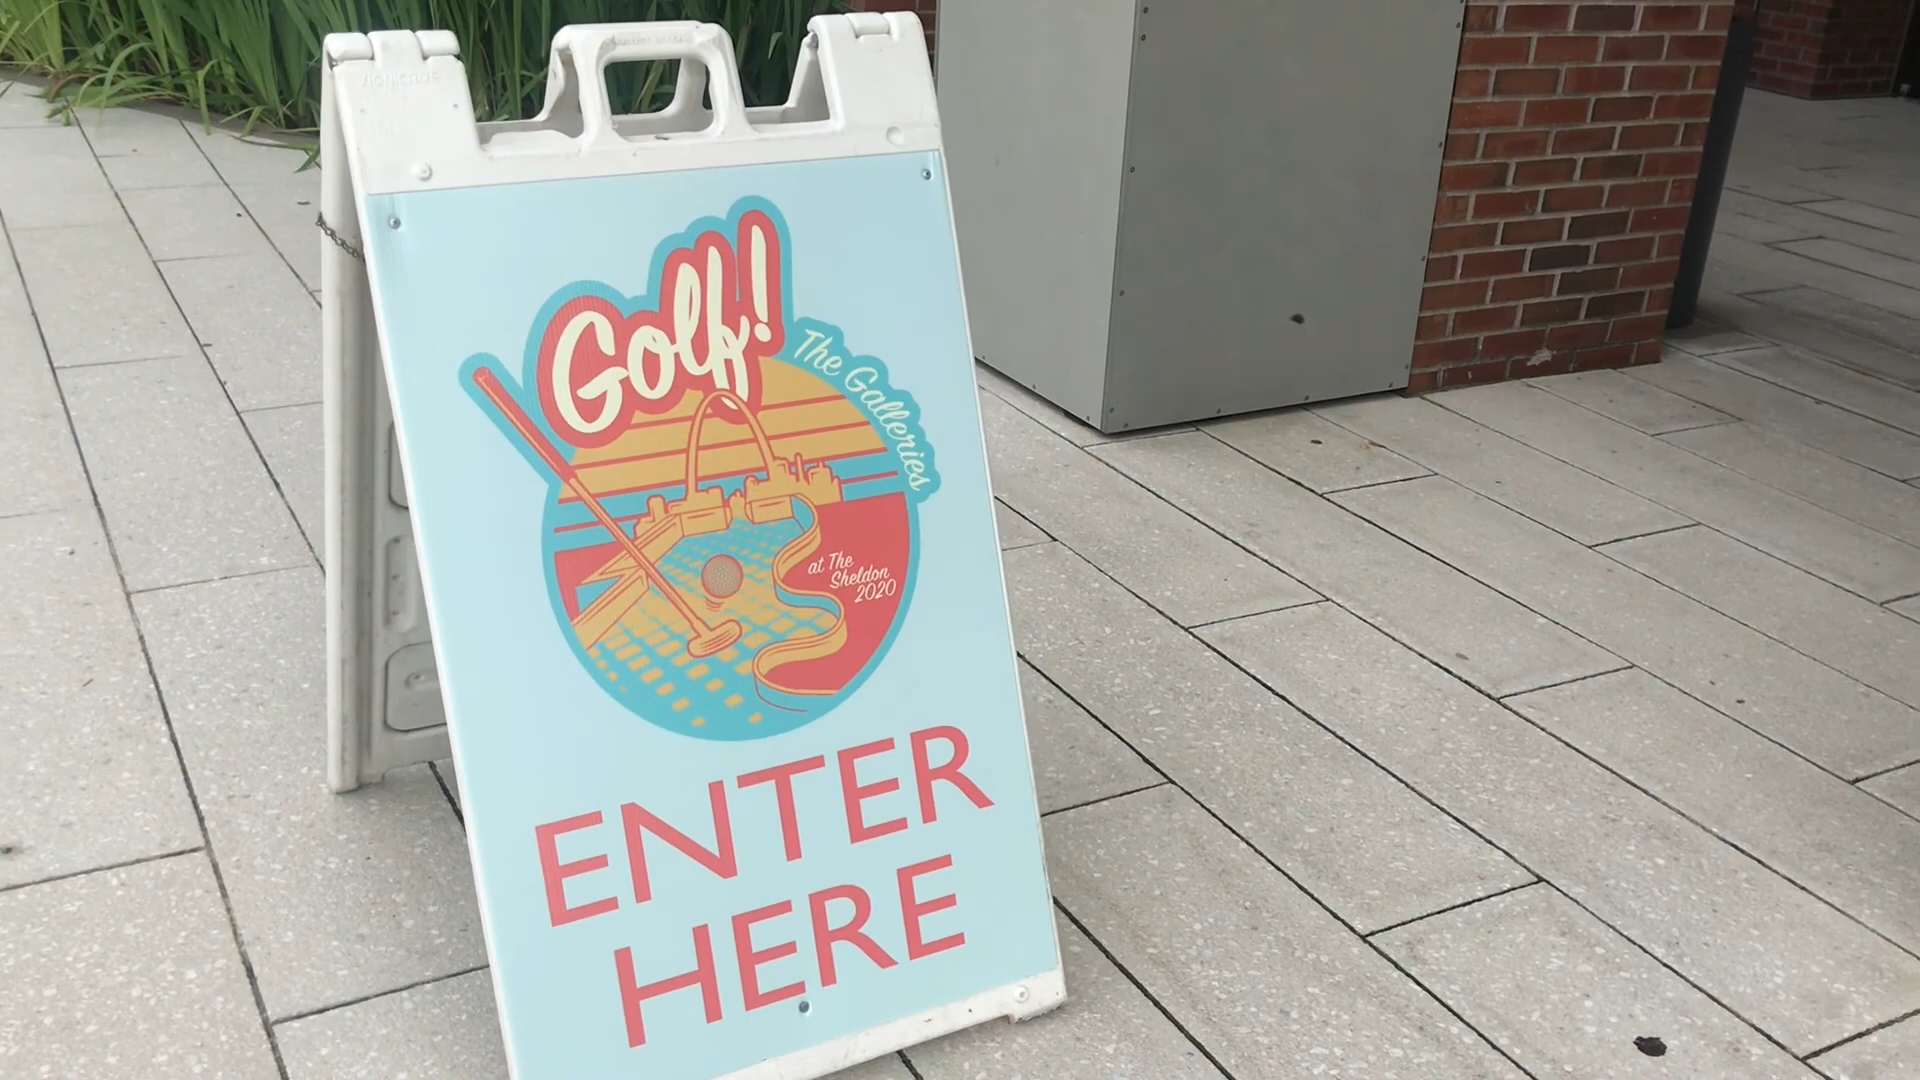 Golf!
The Galleries
at The
Sheldon
2020
ENTER
HERE